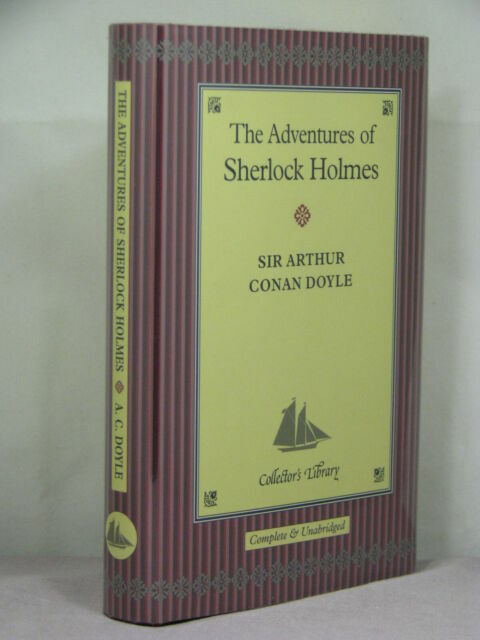 THE ADVENTURES OF SHERLOCK HOLMES A. C. DOYLE
The Adventures of
Sherlock Holmes
SIR ARTHUR
CONAN DOYLE
Collector's Library
Complete & Unabridged